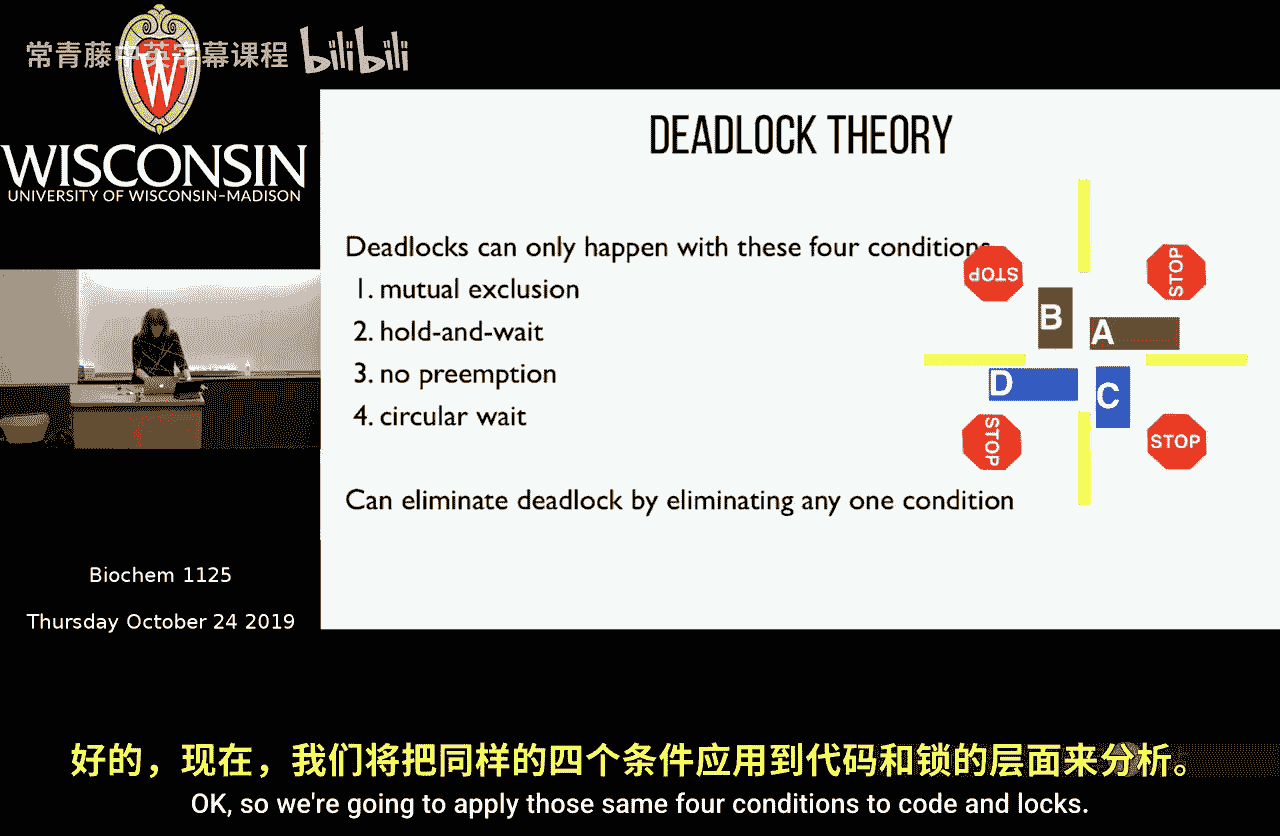 常青藤中英字幕课程 bilibili
W
WISCONSIN
UNIVERSITY OF WISCONSIN-MADISON
DEADLOCK THEORY
Deadlocks can only happen with these four conditions
1. mutual exclusion
2. hold-and-wait
3. no preemption
4. circular wait
Can eliminate deadlock by eliminating any one condition
STOP
STOP
B
A
D
C
STOP
STOP
Biochem 1125
Thursday October 24 2019
好的，现在，我们将把同样的四个条件应用到代码和锁的层面来分析。
OK, so we're going to apply those same four conditions to code and locks.